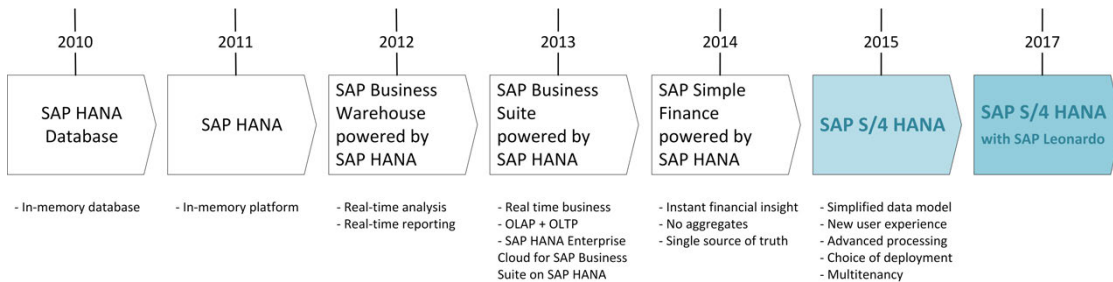 2010
2011
2012
2013
2014
2015
2017
SAP HANA
Database
SAP HANA
SAP Business
Warehouse
powered by
SAP HANA
SAP Business
Suite
powered by
SAP HANA
SAP Simple
Finance
powered by
SAP HANA
SAP S/4 HANA
SAP S/4 HANA
with SAP Leonardo
- In-memory database
- In-memory platform
- Real-time analysis
- Real-time reporting
- Real time business
- OLAP + OLTP
- SAP HANA Enterprise
Cloud for SAP Business
Suite on SAP HANA
- Instant financial insight
- No aggregates
- Single source of truth
- Simplified data model
- New user experience
- Advanced processing
- Choice of deployment
- Multitenancy